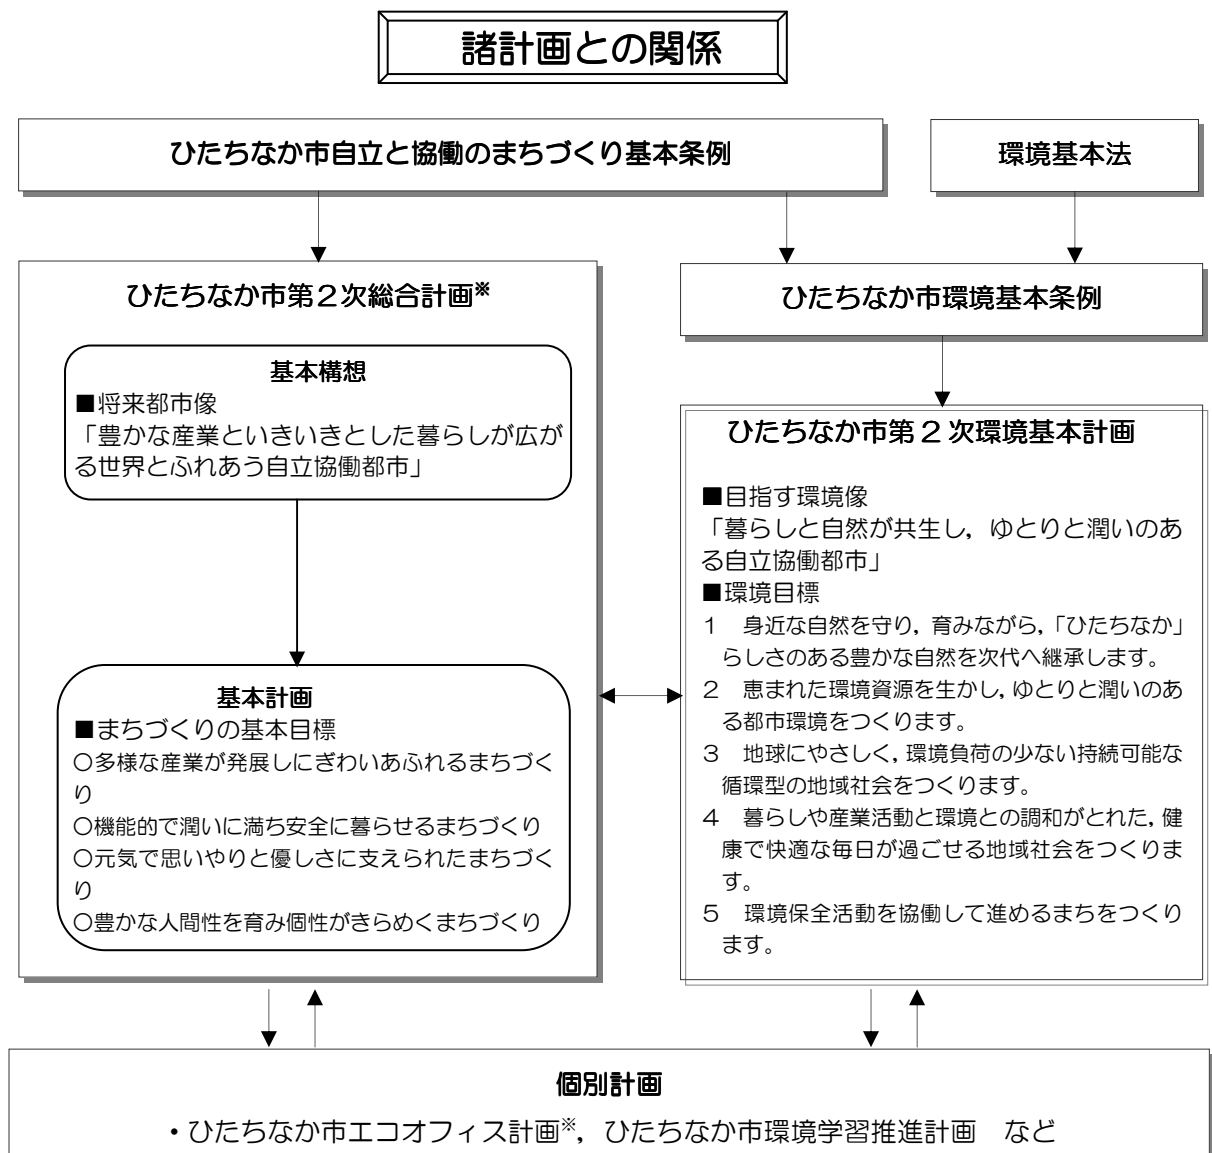 諸計画との関係
ひたちなか市自立と協働のまちづくり基本条例
環境基本法
ひたちなか市第2次総合計画※
基本構想
■将来都市像
「豊かな産業といきいきとした暮らしが広が
る世界とふれあう自立協働都市」
基本計画
■まちづくりの基本目標
○多様な産業が発展しにぎわいあふれるまちづく
り
○機能的で潤いに満ち安全に暮らせるまちづくり
○元気で思いやりと優しさに支えられたまちづく
り
○豊かな人間性を育み個性がきらめくまちづくり
ひたちなか市環境基本条例
ひたちなか市第2次環境基本計画
■目指す環境像
「暮らしと自然が共生し，ゆとりと潤いのあ
る自立協働都市」
■環境目標
1　身近な自然を守り，育みながら，「ひたちなか」
らしさのある豊かな自然を次代へ継承します。
2　恵まれた環境資源を生かし，ゆとりと潤いのあ
る都市環境をつくります。
3　地球にやさしく，環境負荷の少ない持続可能な
循環型の地域社会をつくります。
4　暮らしや産業活動と環境との調和がとれた，健
康で快適な毎日が過ごせる地域社会をつくりま
す。
5　環境保全活動を協働して進めるまちをつくり
ます。
個別計画
・ひたちなか市エコオフィス計画※，ひたちなか市環境学習推進計画　など